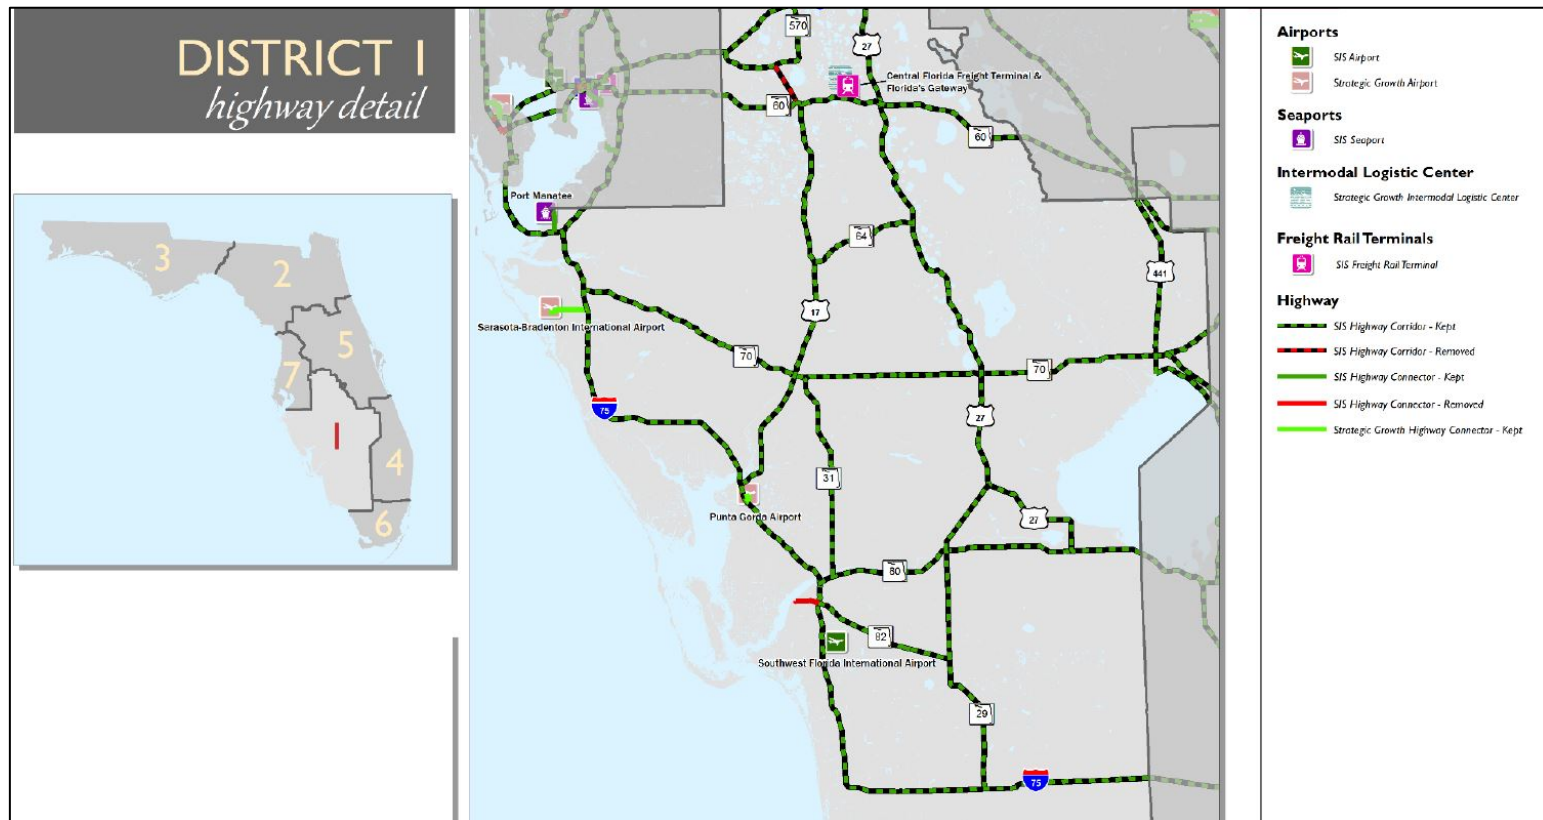 DISTRICT 1
highway detail
3
2
5
7
1
4
6
570
27
Central Florida Freight Terminal &
Florida's Gateway
60
60
Port Manatee
64
441
17
Sarasota-Bradenton International Airport
70
70
75
27
31
Punta Gorda Airport
27
80
82
Southwest Florida International Airport
29
75
Airports
SIS Airport
Strategic Growth Airport
Seaports
SIS Seaport
Intermodal Logistic Center
Strategic Growth Intermodal Logistic Center
Freight Rail Terminals
SIS Freight Rail Terminal
Highway
SIS Highway Corridor - Kept
SIS Highway Corridor - Removed
SIS Highway Connector - Kept
SIS Highway Connector - Removed
Strategic Growth Highway Connector - Kept